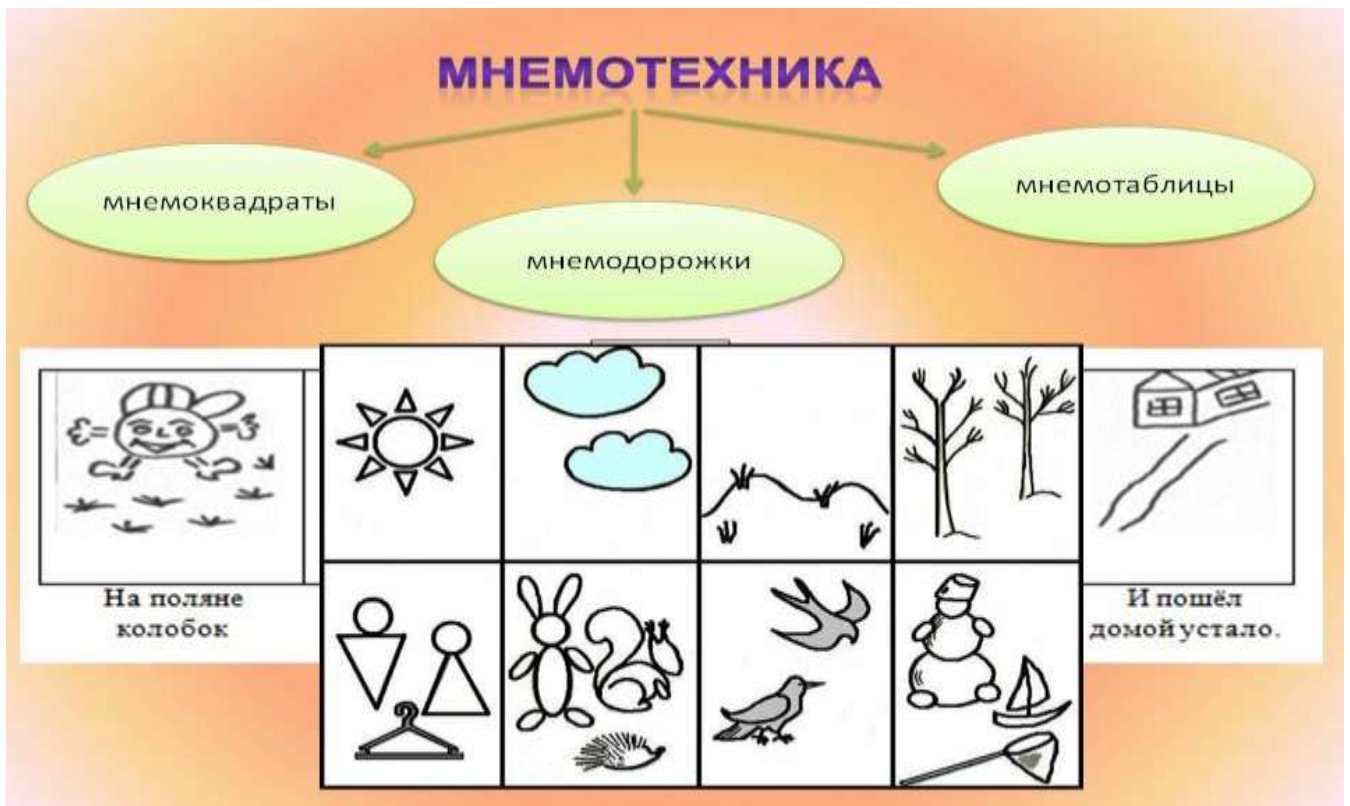 МНЕМОТЕХНИКА
мнемоквадраты
мнемодорожки
мнемотаблицы
На поляне
колобок
И пошёл
домой устало.